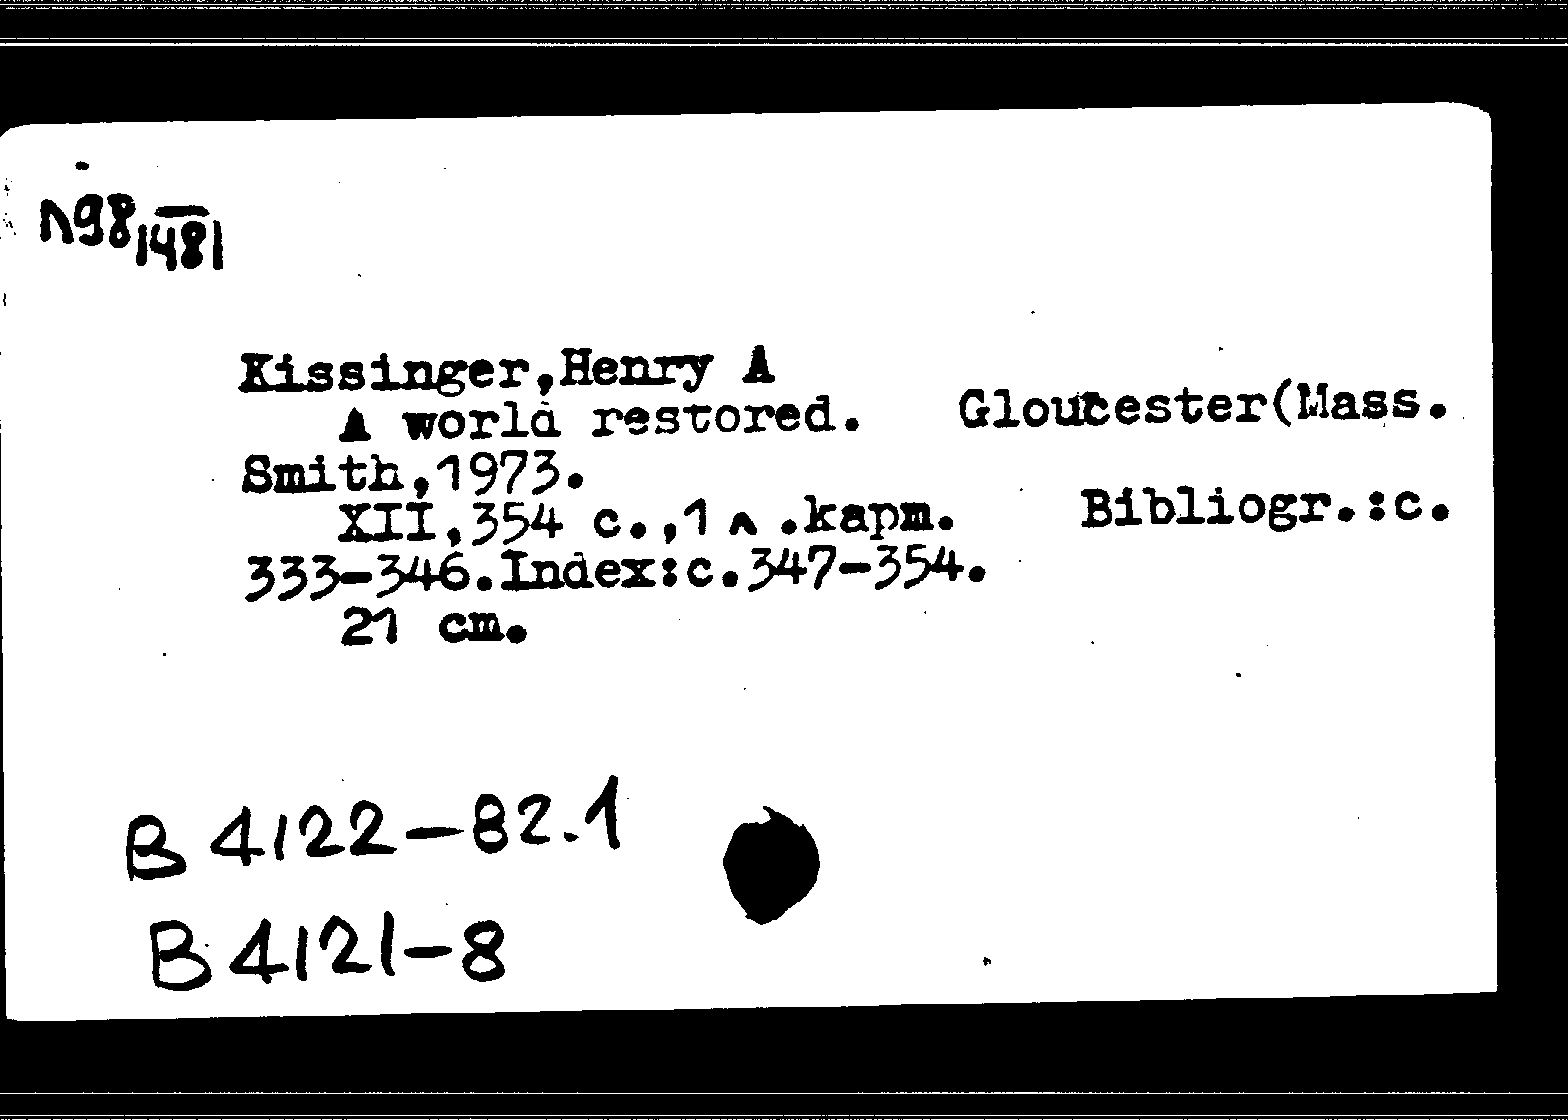 л98/1481
Kissinger,Henry A
A world restored. Gloucester(Mass.
Smith,1973.
XII,354 c.,1 л.карт. Bibliogr.:c.
333-346.Index:c.347-354.
21 cm.
B 4122-82.1
B 4121-8